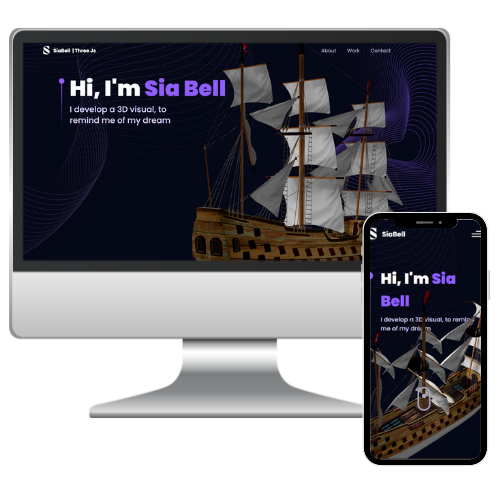 SiaBell | Three Js
About Work Contact
Hi, I'm Sia Bell
I develop a 3D visual, to
remind me of my dream
SiaBell
Hi, I'm Sia
Bell
I develop a 3D visual, to remind
me of my dream